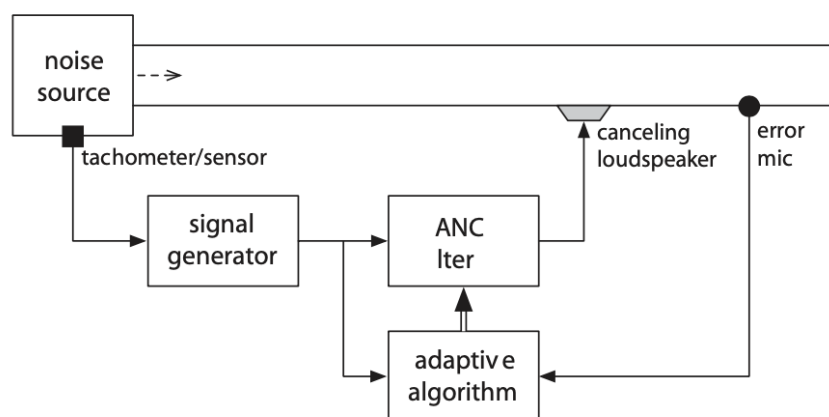 noise
source
tachometer/sensor
canceling
loudspeaker
error
mic
signal
generator
ANC
lter
adaptiv e
algorithm